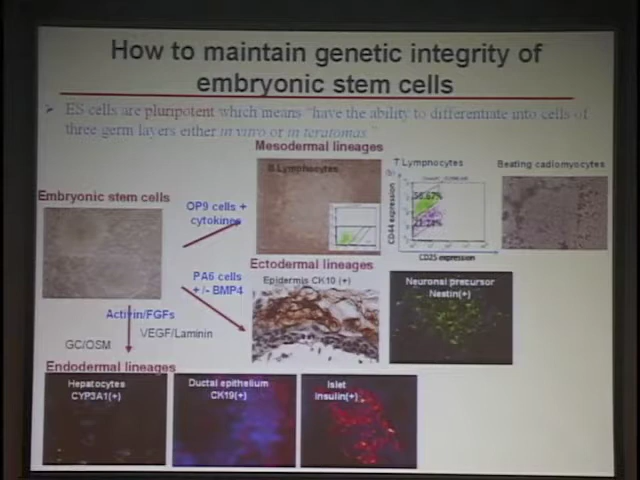 How to maintain genetic integrity of
embryonic stem cells
➤ ES cells are pluripotent which means "have the ability to differentiate into cells of
three germ layers either in vitro or in teratomas."
Mesodermal lineages
B Lymphocytes
T Lymphocytes
Beating cadiomyocytes
Embryonic stem cells
OP9 cells +
cytokines
CD44 expression
CD25 expression
Ectodermal lineages
PA6 cells
+/- BMP4
Epidermis CK10 (+)
Neuronal precursor
Nestin(+)
Activin/FGFs
VEGF/Laminin
GC/OSM
Endodermal lineages
Hepatocytes
CYP3A1(+)
Ductal epithelium
CK19(+)
Islet
insulin(+)